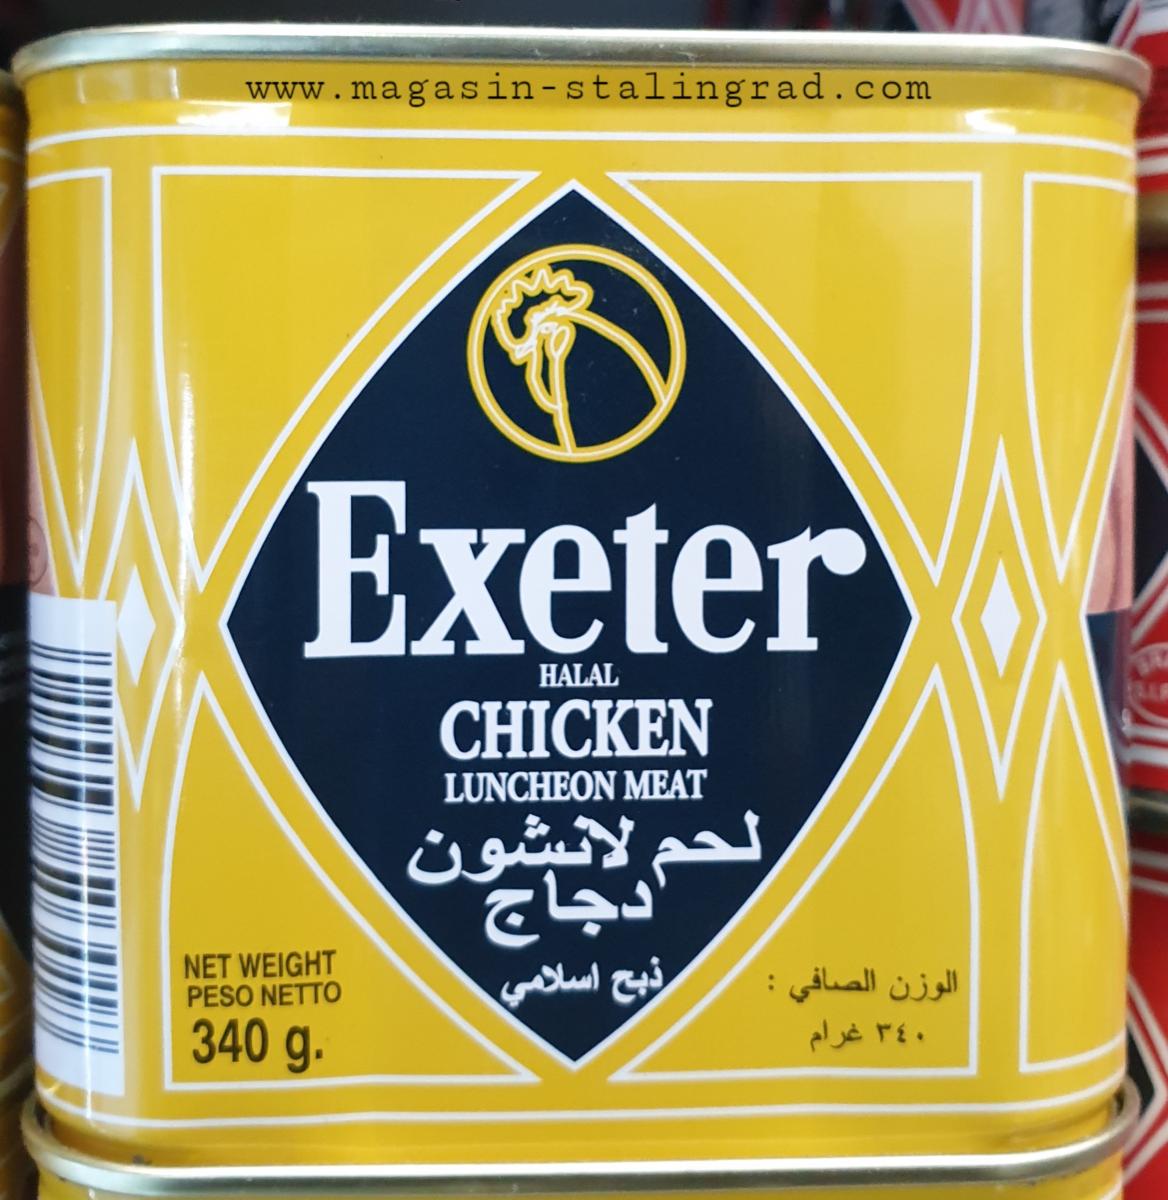 www.magasin-stalingrad.com
Exeter
HALAL
CHICKEN
LUNCHEON MEAT
لحم لانشون
دجاج
ذبح اسلامي
NET WEIGHT
PESO NETTO
340 g.
الوزن الصافي :
٣٤٠ غرام